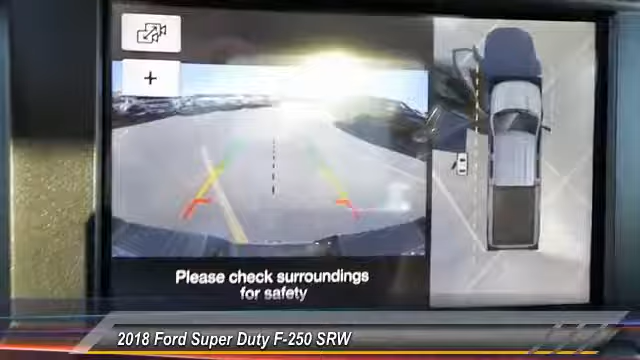 +
Please check surroundings
for safety
2018 Ford Super Duty F-250 SRW